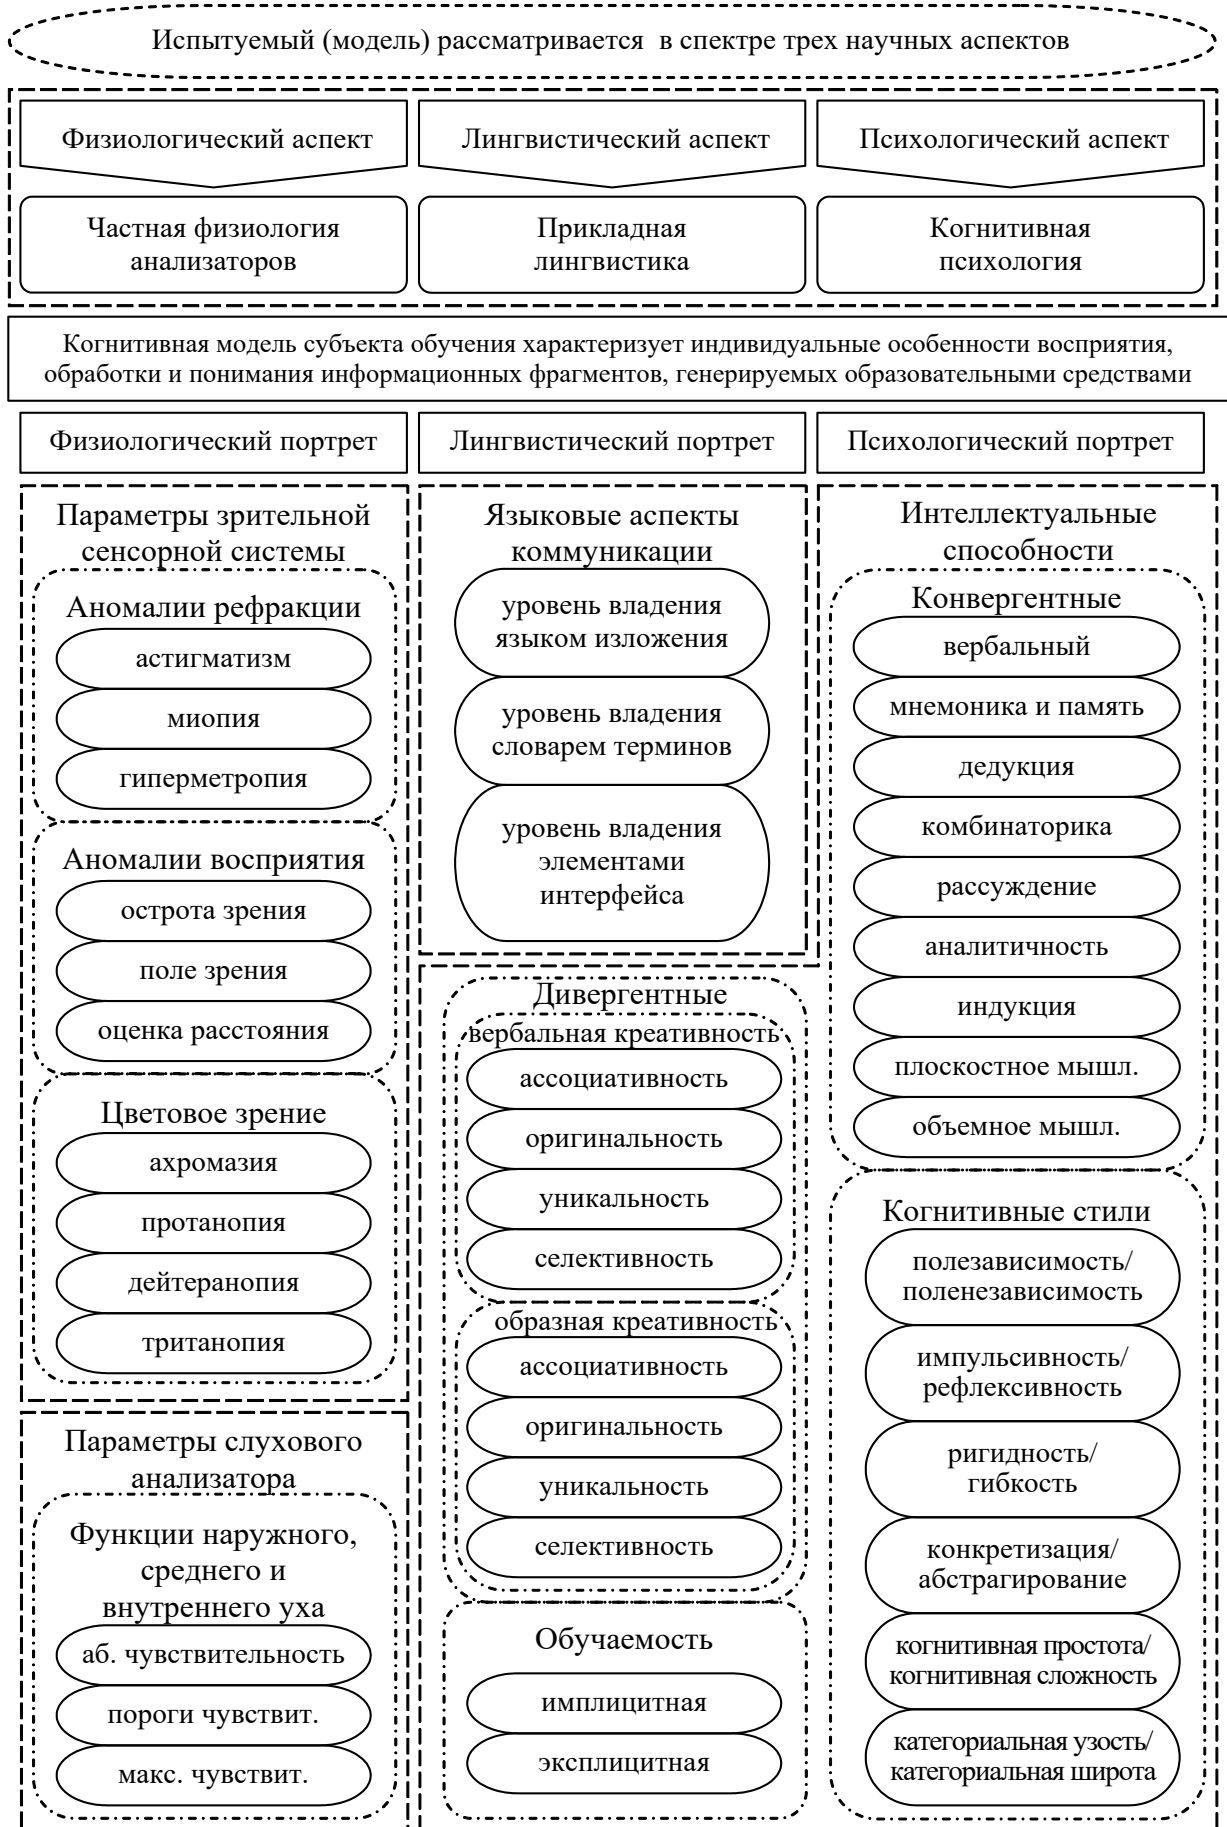 Испытуемый (модель) рассматривается в спектре трех научных аспектов
Физиологический аспект
Лингвистический аспект
Психологический аспект
Частная физиология
анализаторов
Прикладная
лингвистика
Когнитивная
психология
Когнитивная модель субъекта обучения характеризует индивидуальные особенности восприятия,
обработки и понимания информационных фрагментов, генерируемых образовательными средствами
Физиологический портрет
Лингвистический портрет
Психологический портрет
Параметры зрительной
сенсорной системы
Аномалии рефракции
астигматизм
миопия
гиперметропия
Аномалии восприятия
острота зрения
поле зрения
оценка расстояния
Цветовое зрение
ахромазия
протанопия
дейтеранопия
тританопия
Параметры слухового
анализатора
Функции наружного,
среднего и
внутреннего уха
аб. чувствительность
пороги чувствит.
макс. чувствит.
Языковые аспекты
коммуникации
уровень владения
языком изложения
уровень владения
словарем терминов
уровень владения
элементами
интерфейса
Интеллектуальные
способности
Конвергентные
вербальный
мнемоника и память
дедукция
комбинаторика
рассуждение
аналитичность
индукция
плоскостное мышл.
объемное мышл.
Дивергентные
вербальная креативность
ассоциативность
оригинальность
уникальность
селективность
образная креативность
ассоциативность
оригинальность
уникальность
селективность
Обучаемость
имплицитная
эксплицитная
Когнитивные стили
полезависимость/
поленезависимость
импульсивность/
рефлексивность
ригидность/
гибкость
конкретизация/
абстрагирование
когнитивная простота/
когнитивная сложность
категориальная узость/
категориальная широта